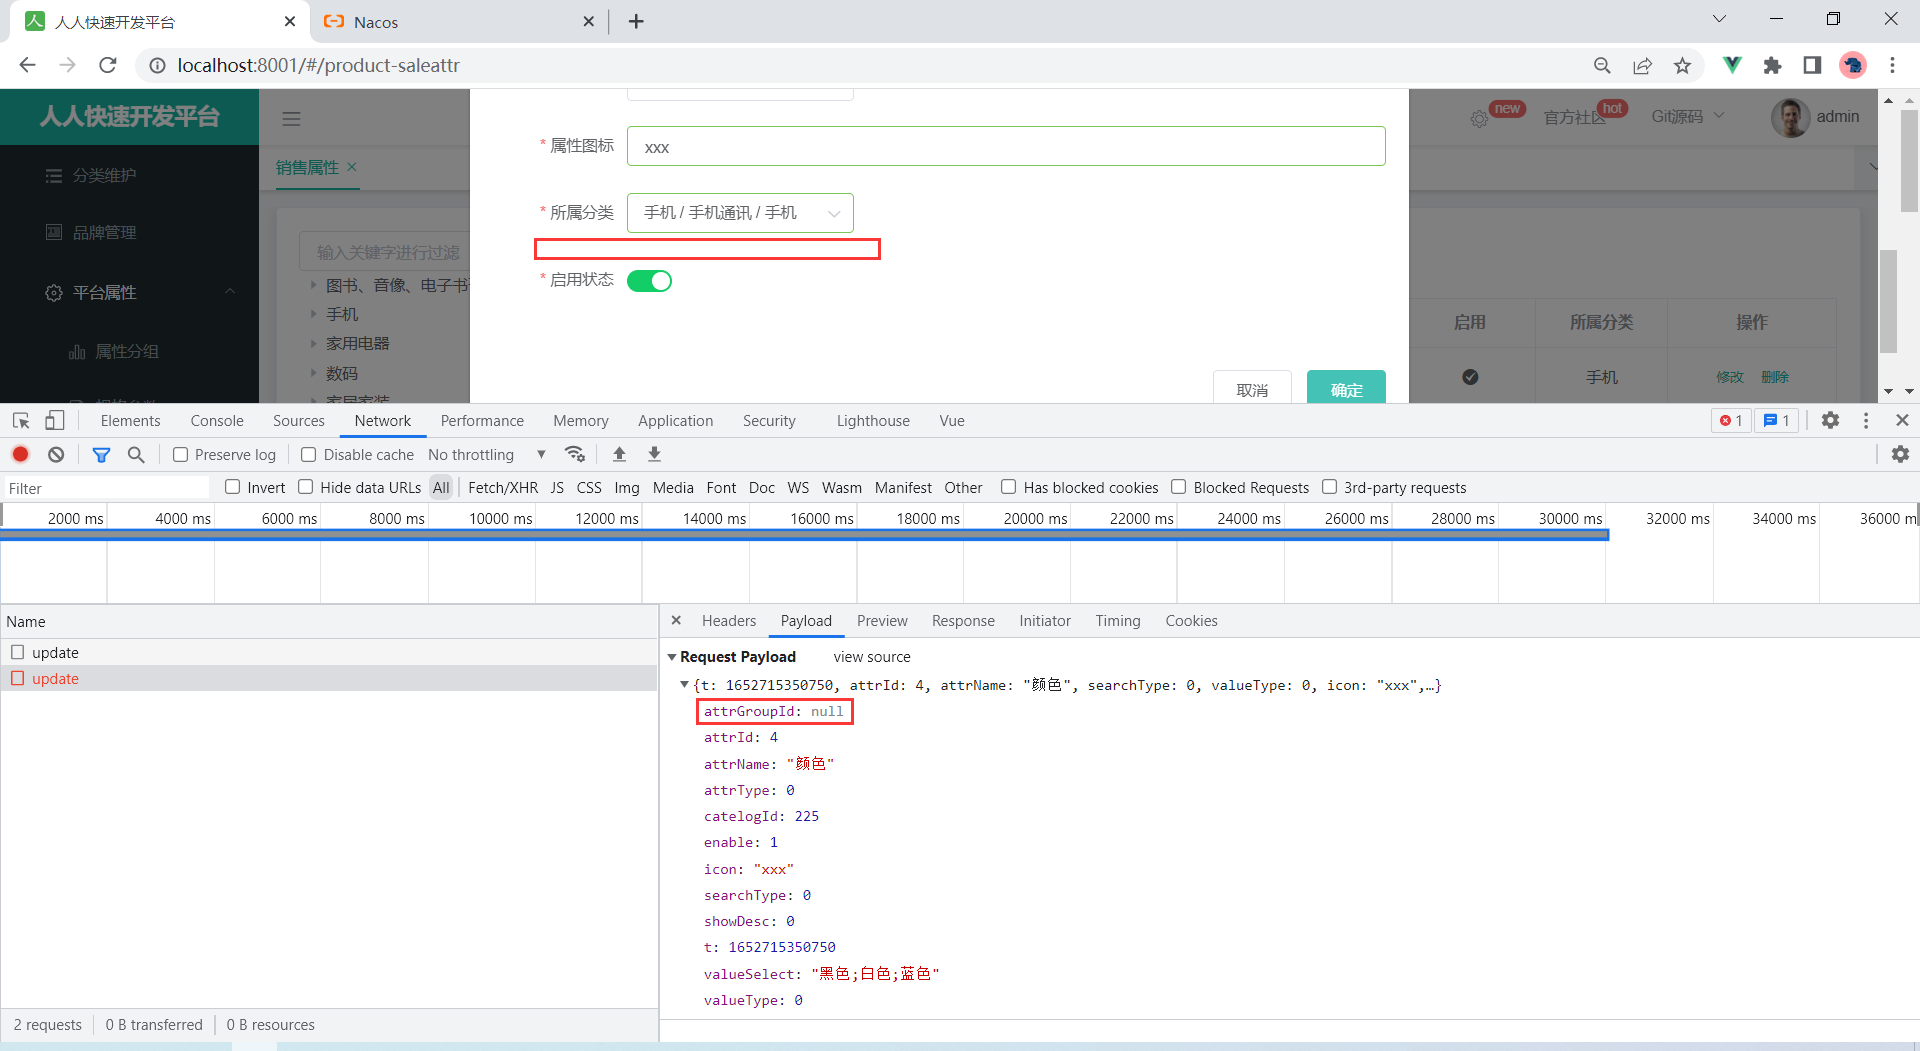 人人快速开发平台
Nacos
localhost:8001/#/product-saleattr
人人快速开发平台
new
官方社区
hot
Git源码
admin
分类维护
品牌管理
平台属性
属性分组
销售属性
输入关键字进行过滤
图书、音像、电子书
手机
家用电器
数码
家居家装
* 属性图标
xxx
* 所属分类
手机 / 手机通讯 / 手机
* 启用状态
取消
确定
启用 所属分类 操作
手机 修改 删除
Elements Console Sources Network Performance Memory Application Security Lighthouse Vue 1 1
Preserve log Disable cache No throttling
Filter Invert Hide data URLs All Fetch/XHR JS CSS Img Media Font Doc WS Wasm Manifest Other Has blocked cookies Blocked Requests 3rd-party requests
2000 ms 4000 ms 6000 ms 8000 ms 10000 ms 12000 ms 14000 ms 16000 ms 18000 ms 20000 ms 22000 ms 24000 ms 26000 ms 28000 ms 30000 ms 32000 ms 34000 ms 36000 m
Name
update
update
2 requests 0 B transferred 0 B resources
Headers Payload Preview Response Initiator Timing Cookies
Request Payload view source
{t: 1652715350750, attrId: 4, attrName: "颜色", searchType: 0, valueType: 0, icon: "xxx",…}
attrGroupId: null
attrId: 4
attrName: "颜色"
attrType: 0
catelogId: 225
enable: 1
icon: "xxx"
searchType: 0
showDesc: 0
t: 1652715350750
valueSelect: "黑色;白色;蓝色"
valueType: 0